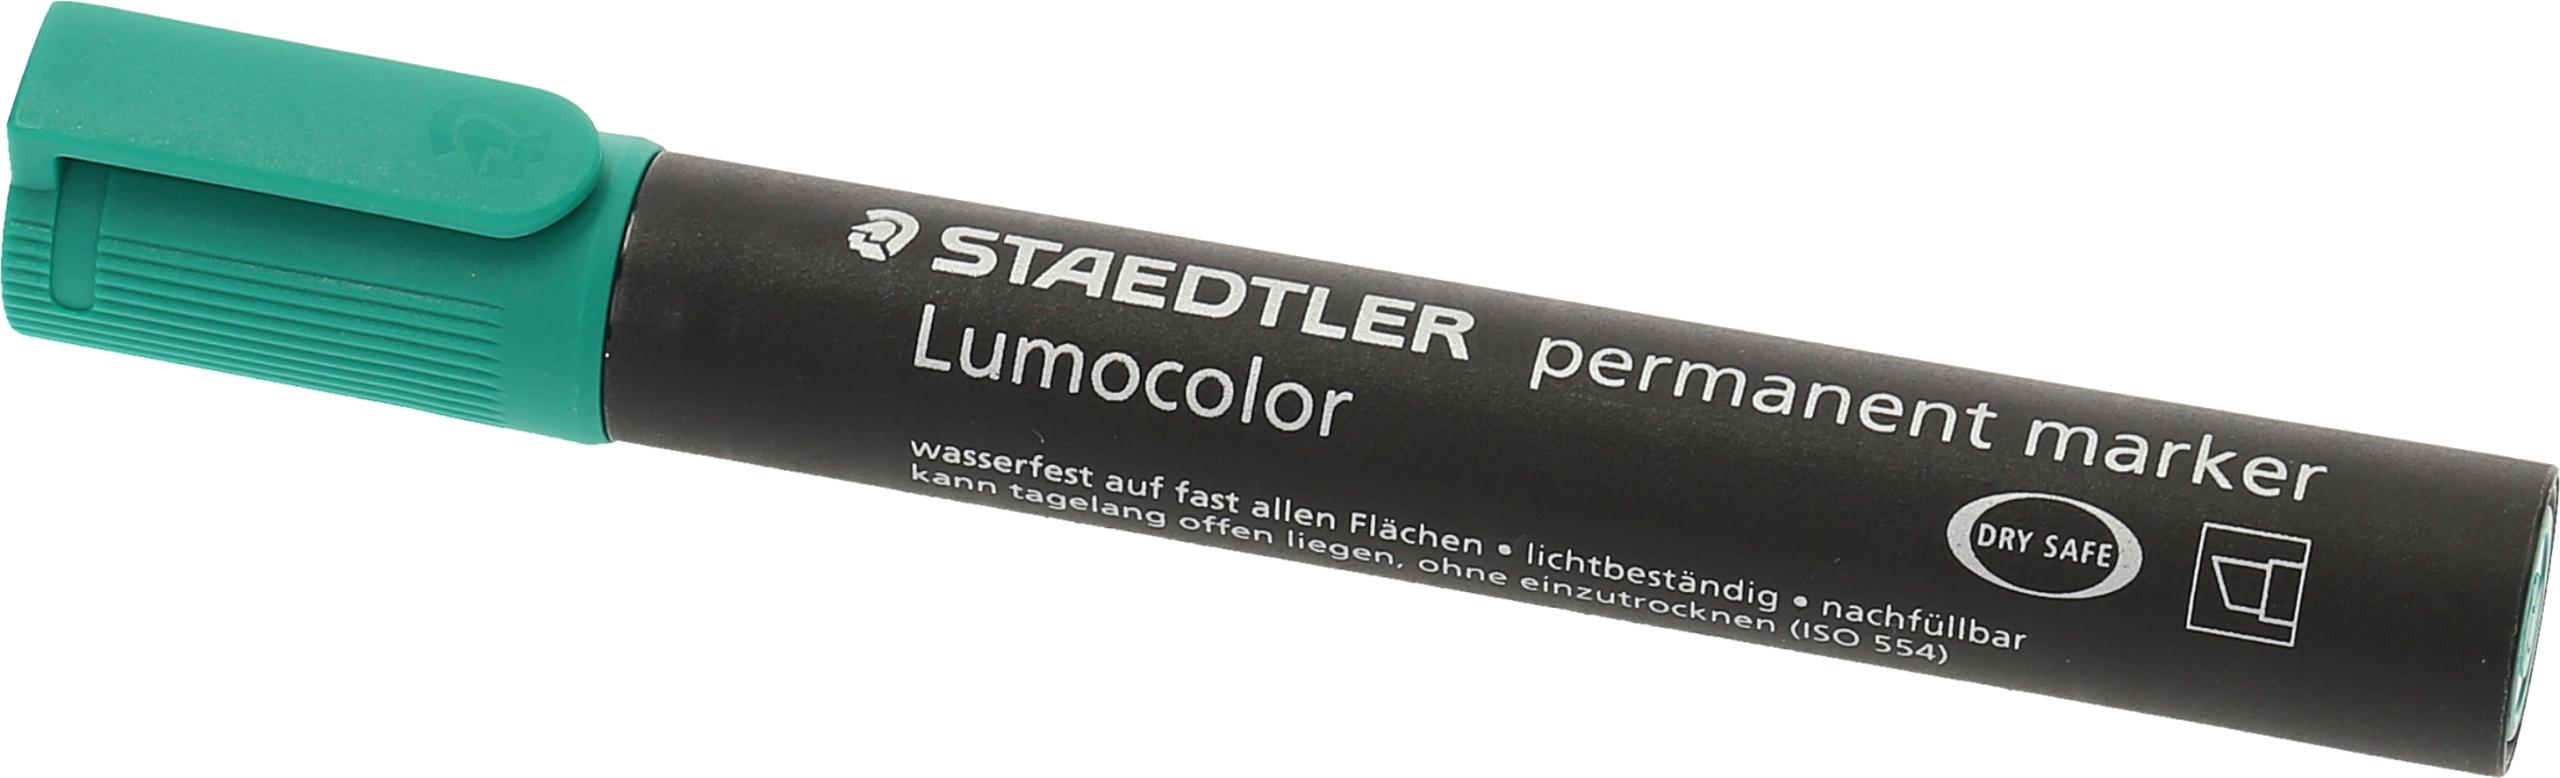 STAEDTLER permanent marker
Lumocolor
DRY SAFE
wasserfest auf fast allen Flächen • lichtbeständig • nachfüllbar
kann tagelang offen liegen, ohne einzutrocknen (ISO 554)